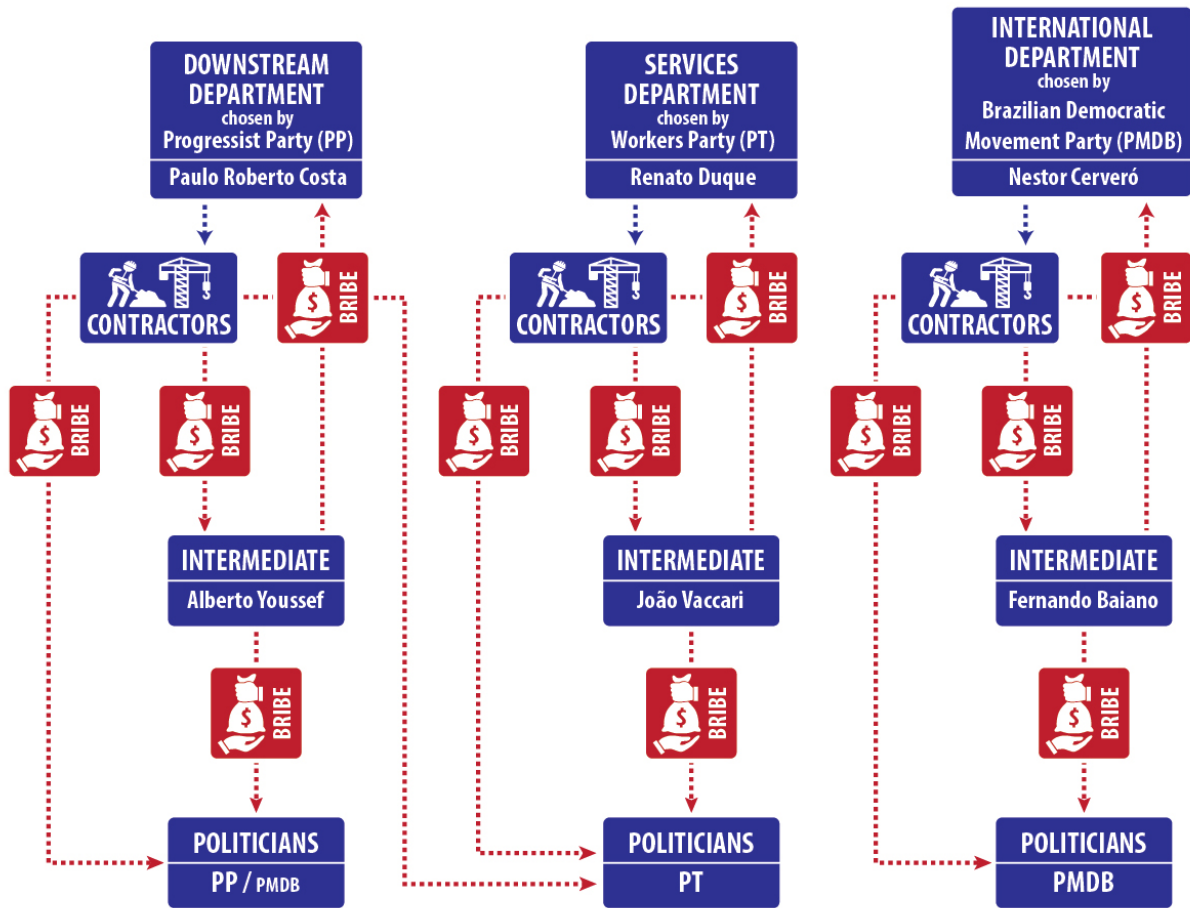 DOWNSTREAM
DEPARTMENT
chosen by
Progressist Party (PP)
Paulo Roberto Costa
SERVICES
DEPARTMENT
chosen by
Workers Party (PT)
Renato Duque
INTERNATIONAL
DEPARTMENT
chosen by
Brazilian Democratic
Movement Party (PMDB)
Nestor Cerveró
CONTRACTORS
$
BRIBE
CONTRACTORS
$
BRIBE
CONTRACTORS
$
BRIBE
$
BRIBE
$
BRIBE
$
BRIBE
$
BRIBE
$
BRIBE
$
BRIBE
INTERMEDIATE
Alberto Youssef
INTERMEDIATE
João Vaccari
INTERMEDIATE
Fernando Baiano
$
BRIBE
$
BRIBE
$
BRIBE
POLITICIANS
PP / PMDB
POLITICIANS
PT
POLITICIANS
PMDB